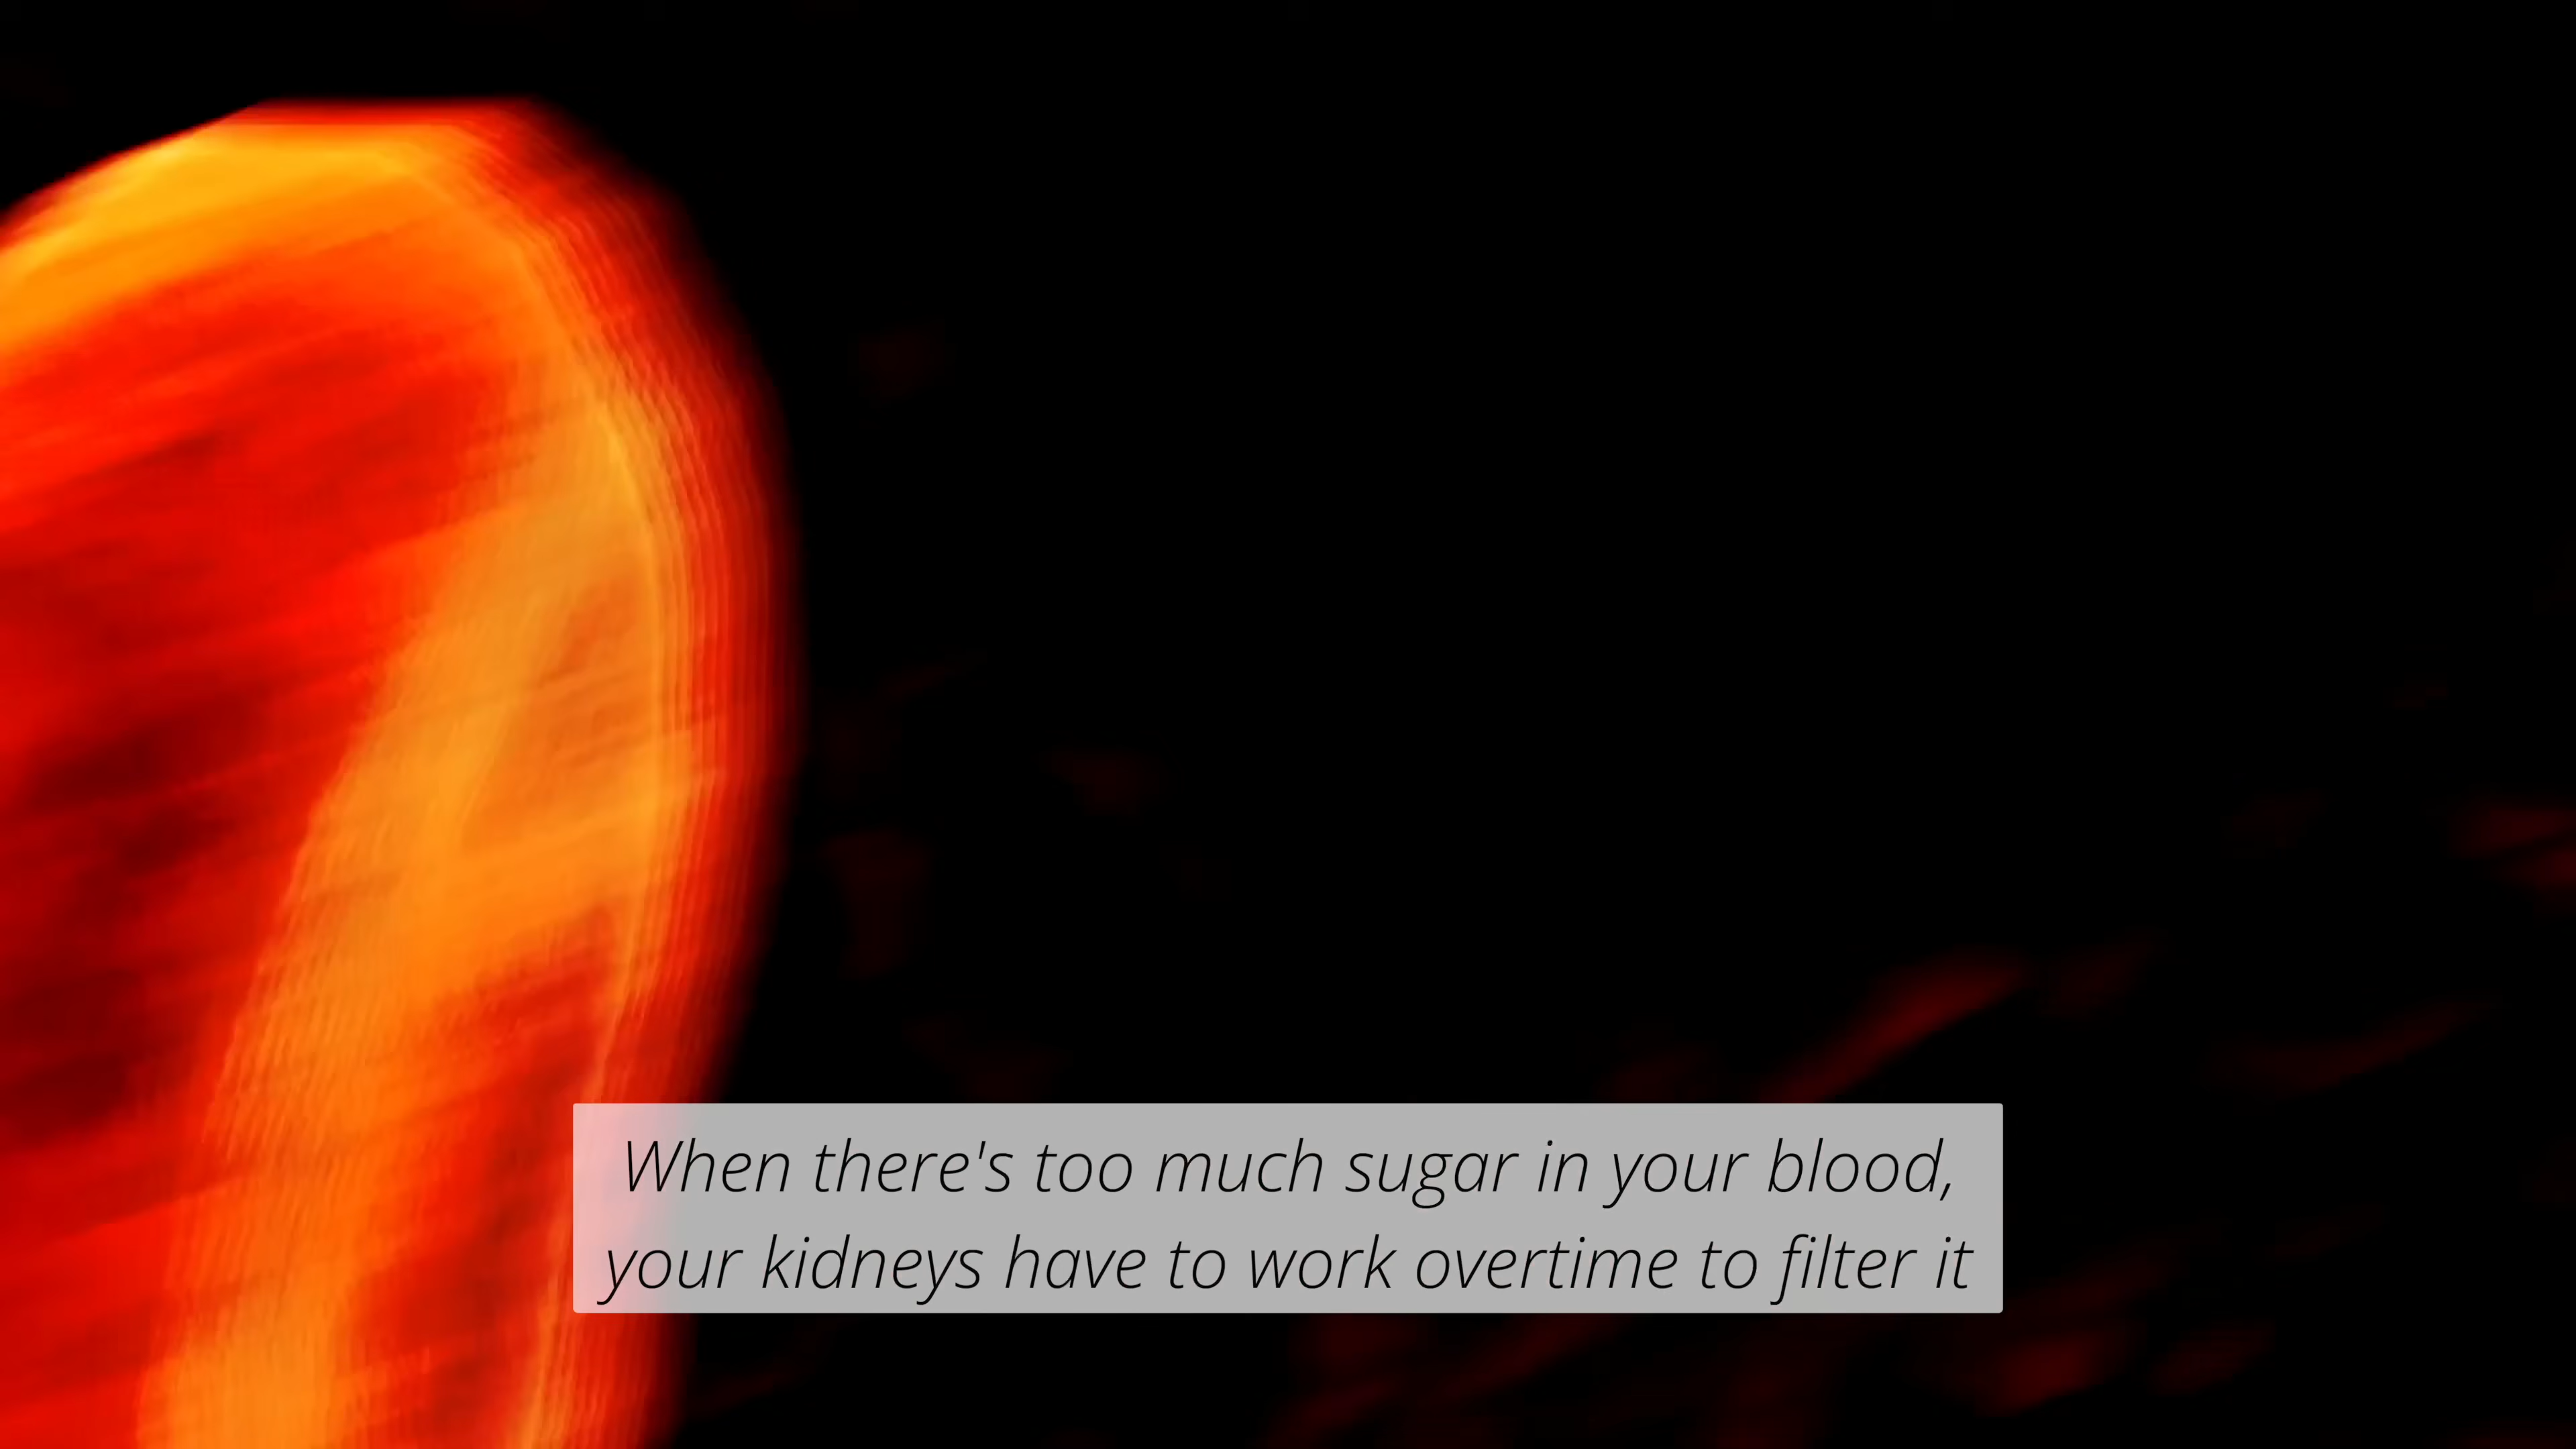 When there's too much sugar in your blood,
your kidneys have to work overtime to filter it